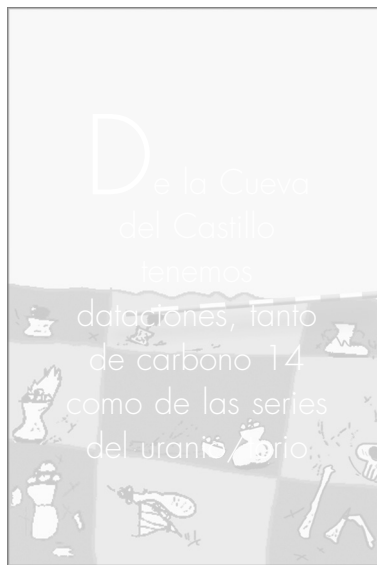 De la Cueva
del Castillo
tenemos
dataciones, tanto
de carbono 14
como de las series
del uranio/torio.